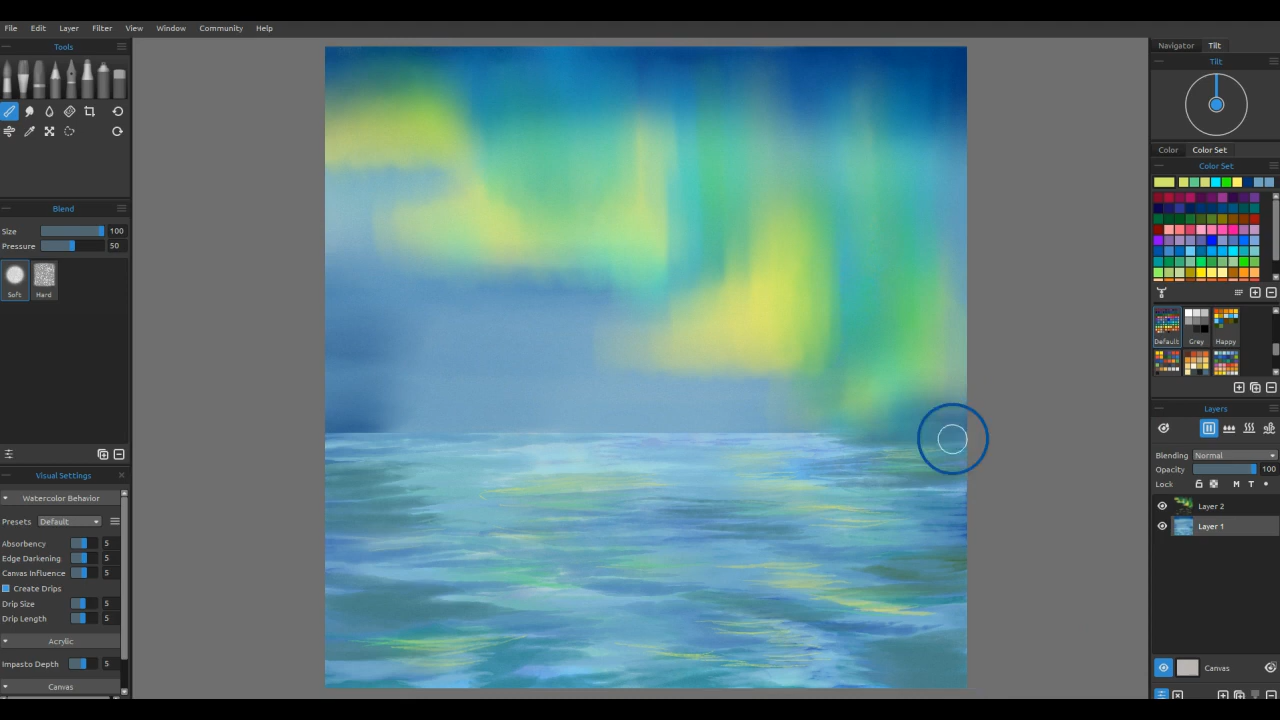 File Edit Layer Filter View Window Community Help
Tools
Blend
Size 100
Pressure 50
Soft Hard
Visual Settings
Watercolor Behavior
Presets Default
Absorbency 5
Edge Darkening 5
Canvas Influence 5
Create Drips
Drip Size 5
Drip Length 5
Acrylic
Impasto Depth 5
Canvas
Navigator Tilt
Tilt
Color Color Set
Color Set
Default Grey Happy
Layers
Blending Normal
Opacity 100
Lock M T
Layer 2
Layer 1
Canvas